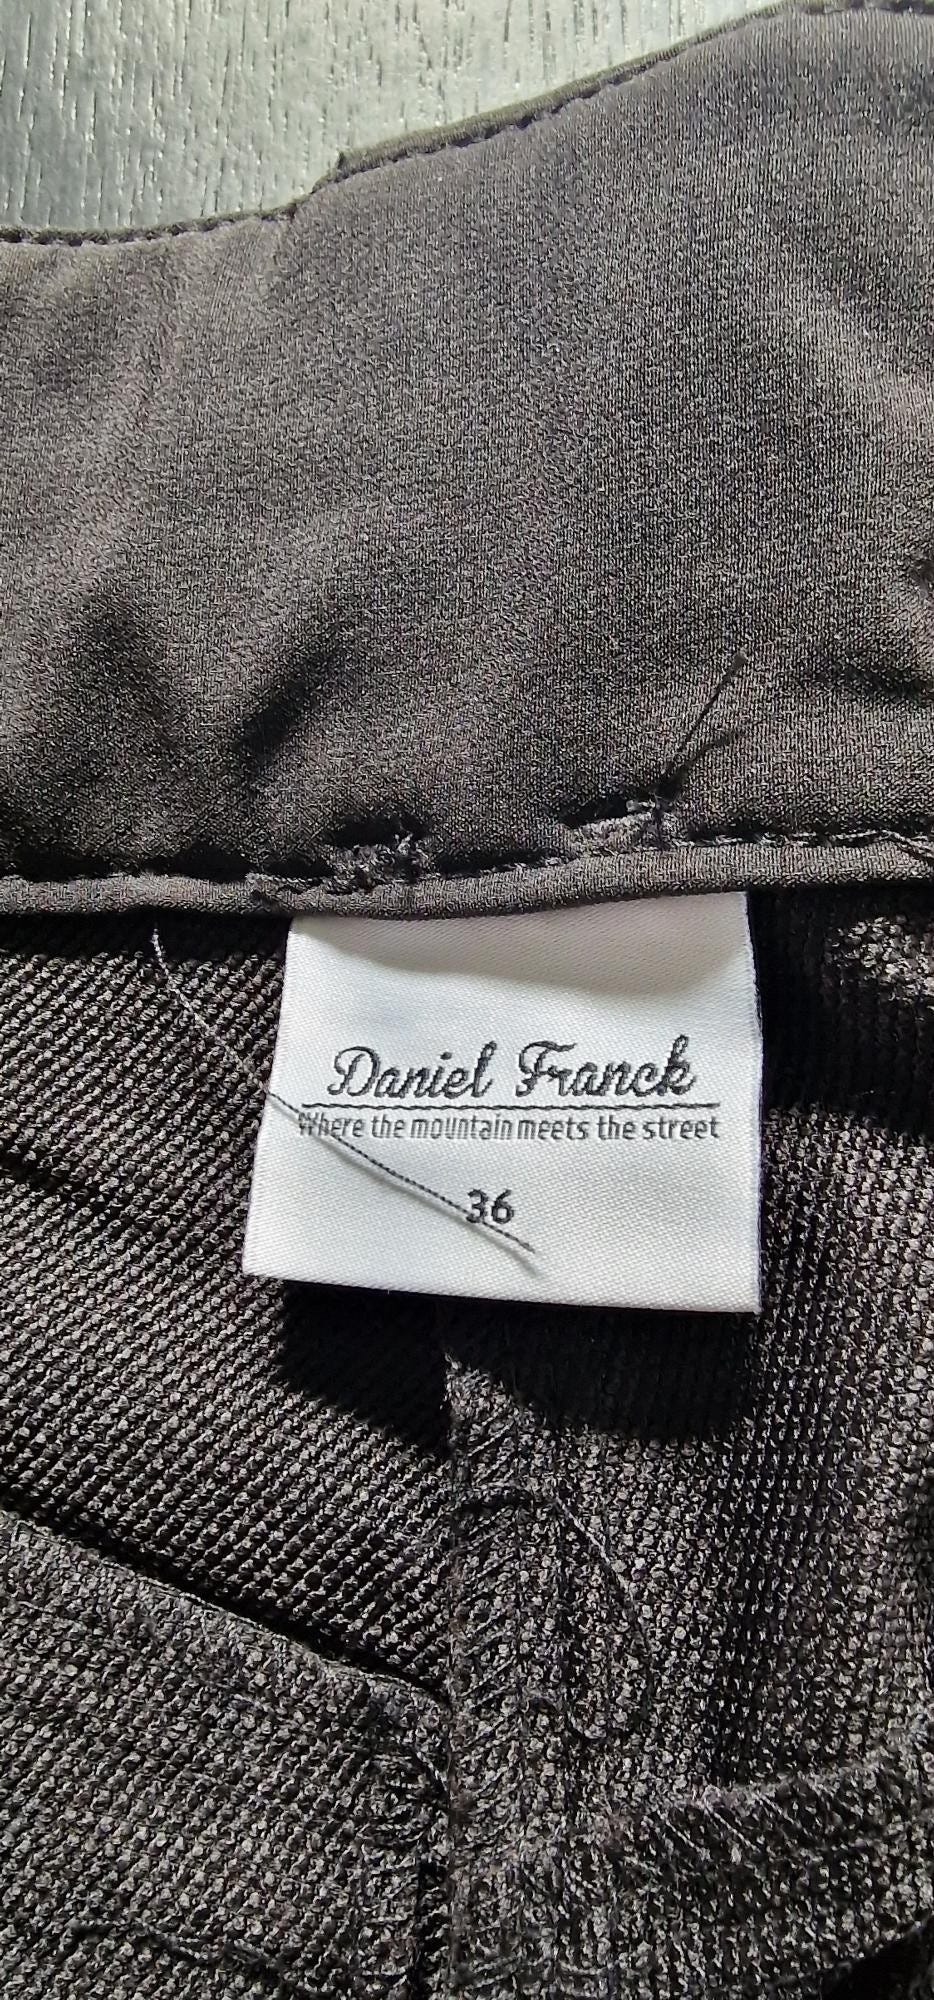 Daniel Franck
Where the mountain meets the street
36